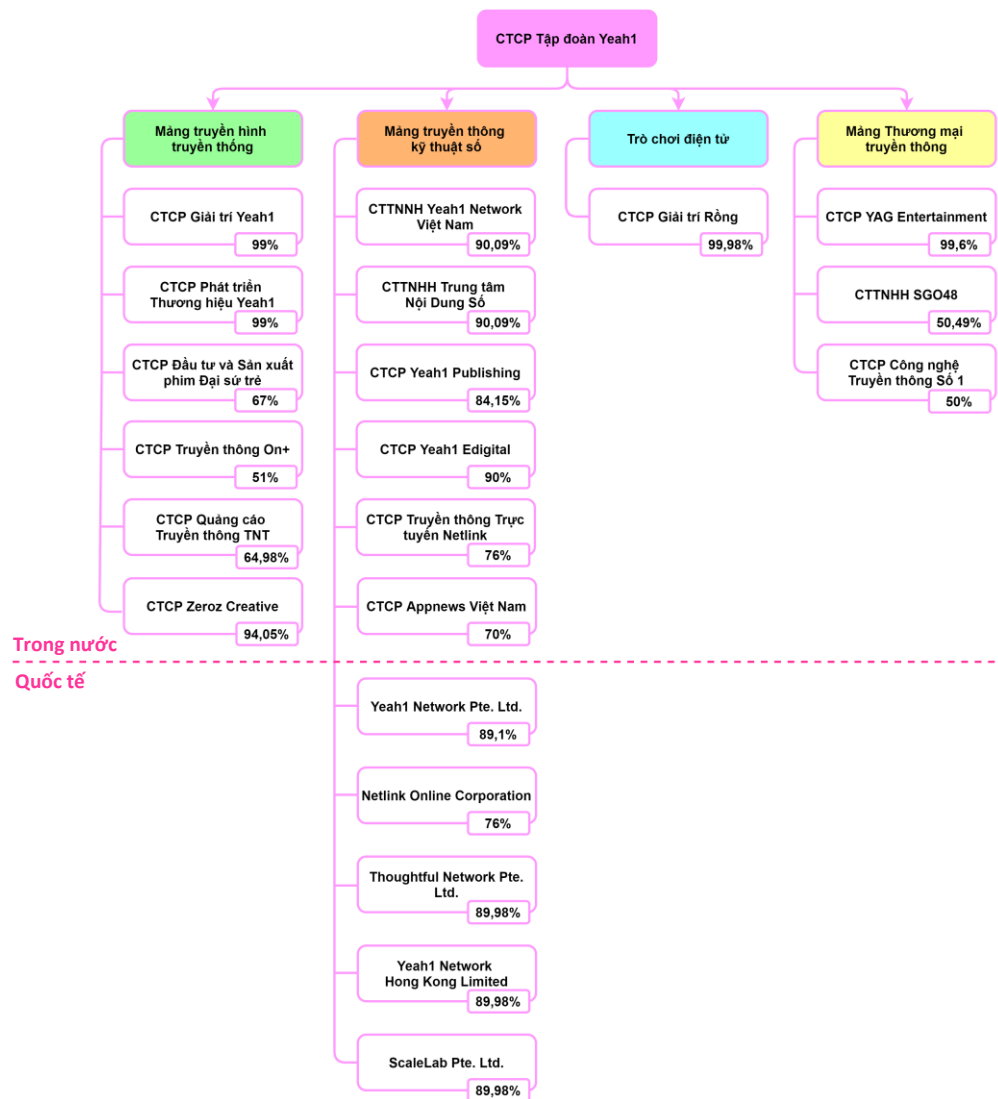 CTCP Tập đoàn Yeah1
Mảng truyền hình
truyền thống
CTCP Giải trí Yeah1
99%
CTCP Phát triển
Thương hiệu Yeah1
99%
CTCP Đầu tư và Sản xuất
phim Đại sứ trẻ
67%
CTCP Truyền thông On+
51%
CTCP Quảng cáo
Truyền thông TNT
64,98%
CTCP Zeroz Creative
94,05%
Mảng truyền thông
kỹ thuật số
CTTNNH Yeah1 Network
Việt Nam
90,09%
CTTNHH Trung tâm
Nội Dung Số
90,09%
CTCP Yeah1 Publishing
84,15%
CTCP Yeah1 Edigital
90%
CTCP Truyền thông Trực
tuyến Netlink
76%
CTCP Appnews Việt Nam
70%
Trò chơi điện tử
CTCP Giải trí Rồng
99,98%
Mảng Thương mại
truyền thông
CTCP YAG Entertainment
99,6%
CTTNHH SGO48
50,49%
CTCP Công nghệ
Truyền thông Số 1
50%
Trong nước
Quốc tế
Yeah1 Network Pte. Ltd.
89,1%
Netlink Online Corporation
76%
Thoughtful Network Pte.
Ltd.
89,98%
Yeah1 Network
Hong Kong Limited
89,98%
ScaleLab Pte. Ltd.
89,98%